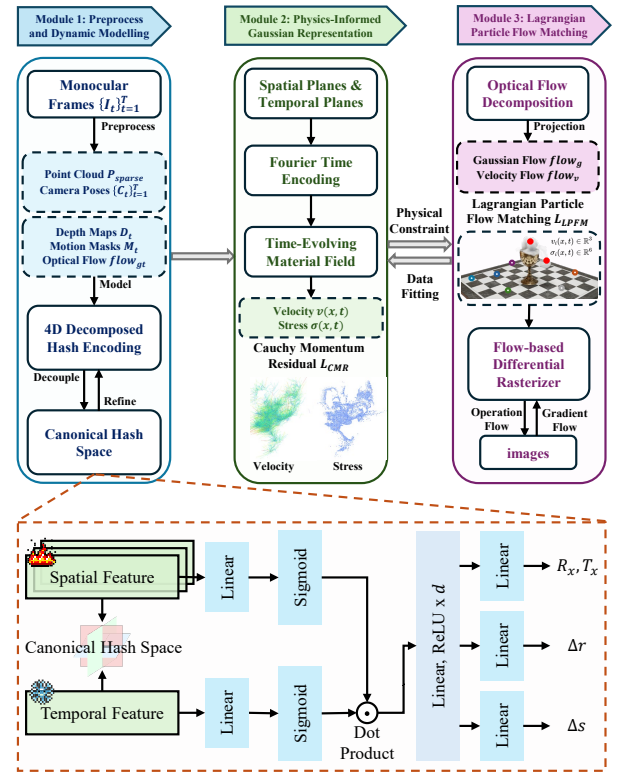 Module 1: Preprocess
and Dynamic Modelling
Monocular
Frames {I_t}_{t=1}^T
Preprocess
Point Cloud P_sparse
Camera Poses {C_t}_{t=1}^T
Depth Maps D_t
Motion Masks M_t
Optical Flow flow_gt
Model
4D Decomposed
Hash Encoding
Decouple
Refine
Canonical Hash
Space
Module 2: Physics-Informed
Gaussian Representation
Spatial Planes &
Temporal Planes
Fourier Time
Encoding
Time-Evolving
Material Field
Velocity v(x, t)
Stress σ(x, t)
Cauchy Momentum
Residual L_CMR
Velocity
Stress
Physical
Constraint
Data
Fitting
Module 3: Lagrangian
Particle Flow Matching
Optical Flow
Decomposition
Projection
Gaussian Flow flow_g
Velocity Flow flow_v
Lagrangian Particle
Flow Matching L_LPFM
v_i(x, t) ∈ ℝ^3
σ_i(x, t) ∈ ℝ^6
Flow-based
Differential
Rasterizer
Operation
Flow
Gradient
Flow
images
Spatial Feature
Linear
Sigmoid
Canonical Hash Space
Temporal Feature
Linear
Sigmoid
Dot
Product
Linear, ReLU x d
Linear
R_x, T_x
Linear
Δr
Linear
Δs